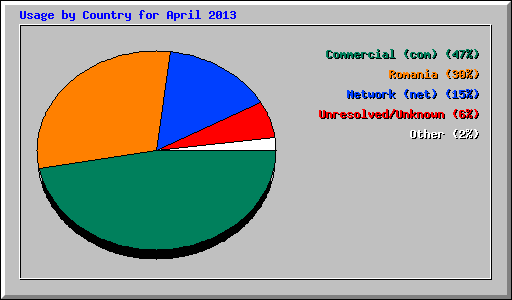 Usage by Country for April 2013
Commercial (com) (47%)
Romania (30%)
Network (net) (15%)
Unresolved/Unknown (6%)
Other (2%)